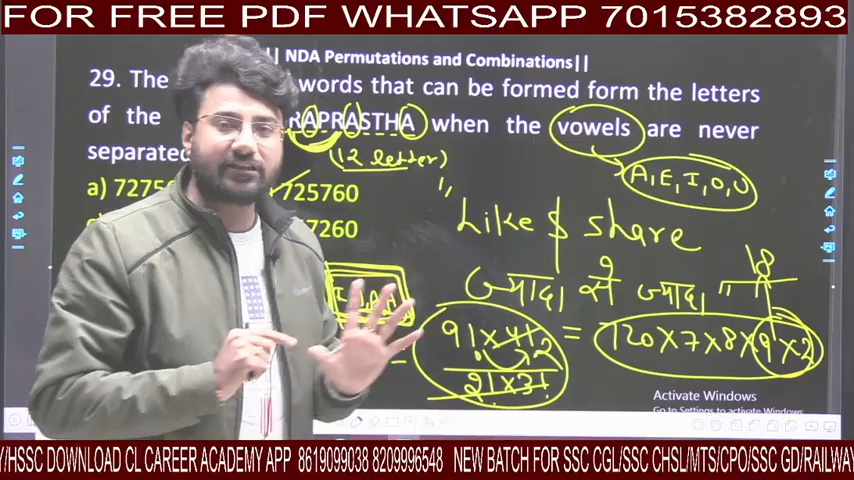 FOR FREE PDF WHATSAPP 7015382893
|| NDA Permutations and Combinations||
29. The words that can be formed form the letters
of the RAPRASTHA when the vowels are never
separated
(12 letter)
A, E, I, O, U
a) 7275 725760
7260
Like & share
ज्यादा से ज्यादा
18
9! × 4! 2 = 120 × 7 × 8 × 9 × 2
2! × 3!
Activate Windows
Go to Settings to activate Windows.
Y/HSSC DOWNLOAD CL CAREER ACADEMY APP 8619099038 8209996548 NEW BATCH FOR SSC CGL/SSC CHSL/MTS/CPO/SSC GD/RAILWAY